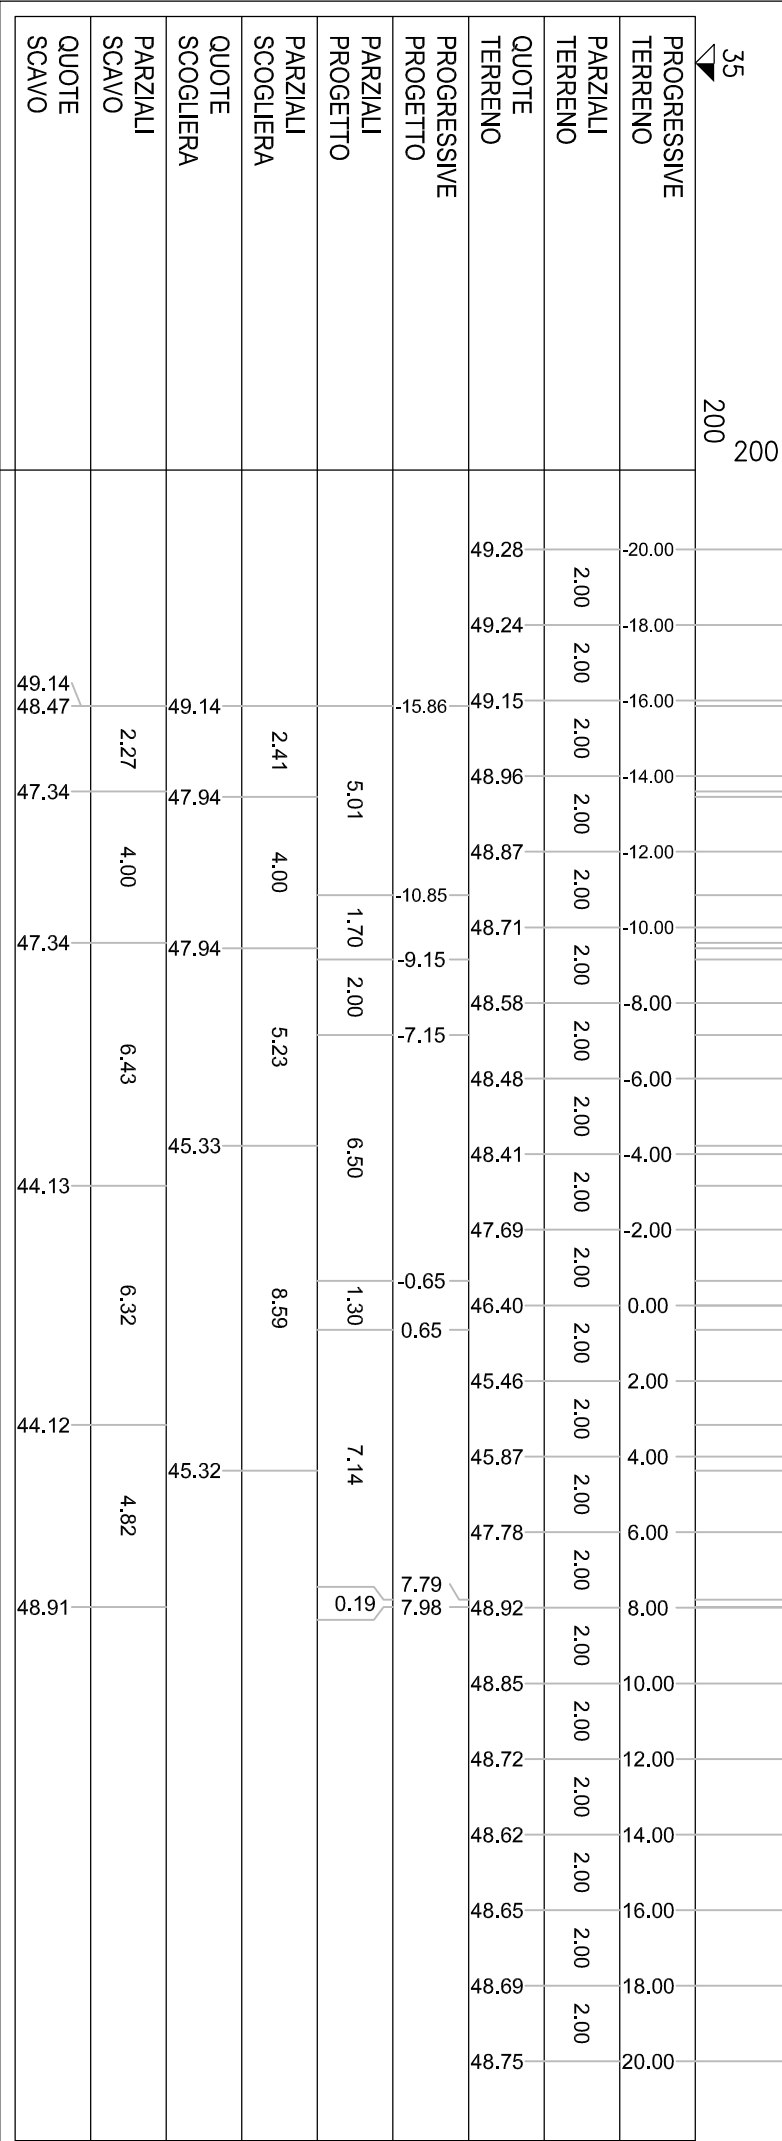 35
200
200
PROGRESSIVE
TERRENO
-20.00 -18.00 -16.00 -14.00 -12.00 -10.00 -8.00 -6.00 -4.00 -2.00 0.00 2.00 4.00 6.00 8.00 10.00 12.00 14.00 16.00 18.00 20.00
PARZIALI
TERRENO
2.00 2.00 2.00 2.00 2.00 2.00 2.00 2.00 2.00 2.00 2.00 2.00 2.00 2.00 2.00 2.00 2.00 2.00 2.00 2.00
QUOTE
TERRENO
49.28 49.24 49.15 48.96 48.87 48.71 48.58 48.48 48.41 47.69 46.40 45.46 45.87 47.78 48.92 48.85 48.72 48.62 48.65 48.69 48.75
PROGRESSIVE
PROGETTO
-15.86 -10.85 -9.15 -7.15 -0.65 0.65 7.79 7.98
PARZIALI
PROGETTO
5.01 1.70 2.00 6.50 1.30 7.14 0.19
PARZIALI
SCOGLIERA
2.41 4.00 5.23 8.59
QUOTE
SCOGLIERA
49.14 47.94 47.94 45.33 45.32
PARZIALI
SCAVO
2.27 4.00 6.43 6.32 4.82
QUOTE
SCAVO
49.14 48.47 47.34 47.34 44.13 44.12 48.91